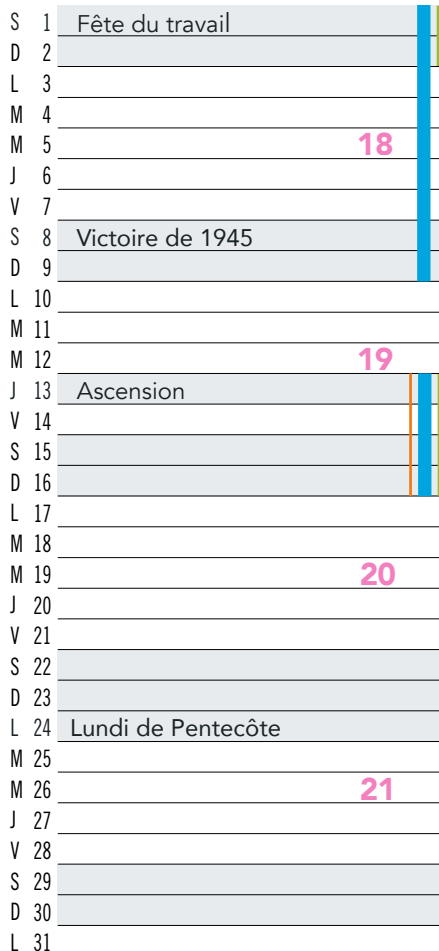 S 1 Fête du travail
D 2
L 3
M 4
M 5 18
J 6
V 7
S 8 Victoire de 1945
D 9
L 10
M 11
M 12 19
J 13 Ascension
V 14
S 15
D 16
L 17
M 18
M 19 20
J 20
V 21
S 22
D 23
L 24 Lundi de Pentecôte
M 25
M 26 21
J 27
V 28
S 29
D 30
L 31